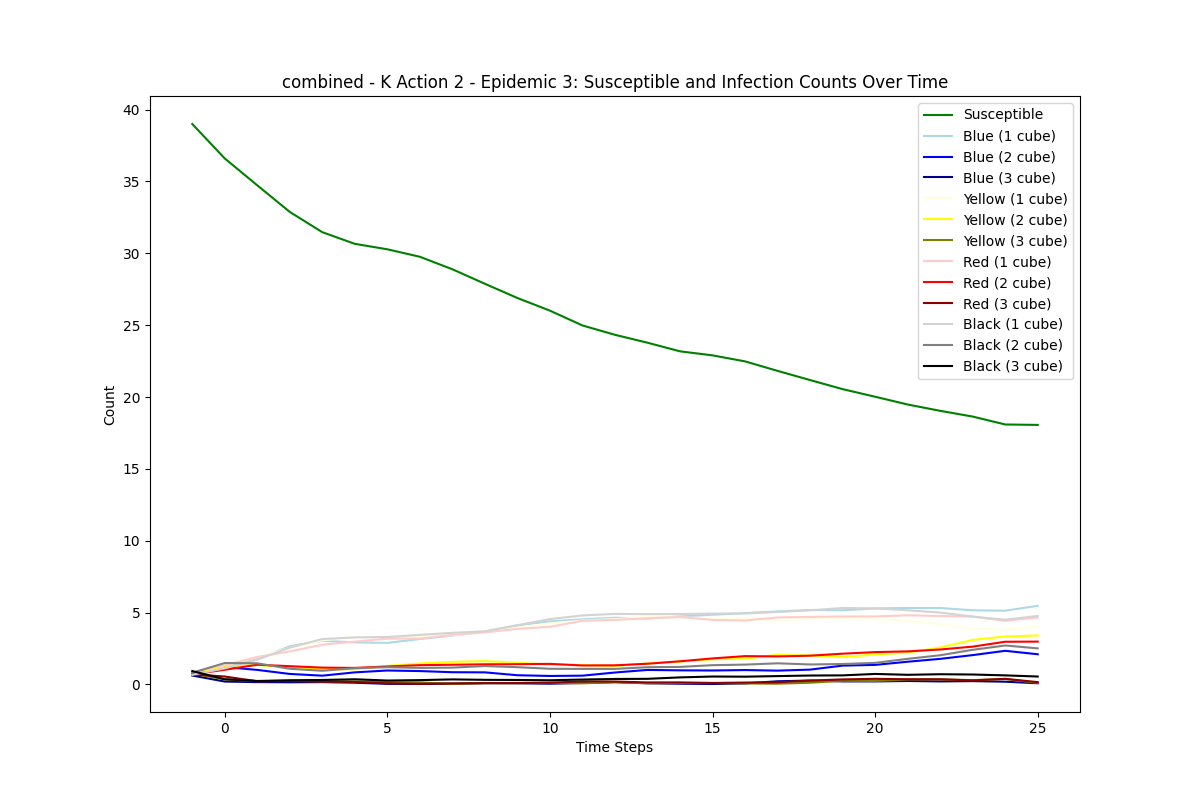 combined - K Action 2 - Epidemic 3: Susceptible and Infection Counts Over Time
40
35
30
25
20
15
10
5
0
Count
0 5 10 15 20 25
Time Steps
Susceptible
Blue (1 cube)
Blue (2 cube)
Blue (3 cube)
Yellow (1 cube)
Yellow (2 cube)
Yellow (3 cube)
Red (1 cube)
Red (2 cube)
Red (3 cube)
Black (1 cube)
Black (2 cube)
Black (3 cube)